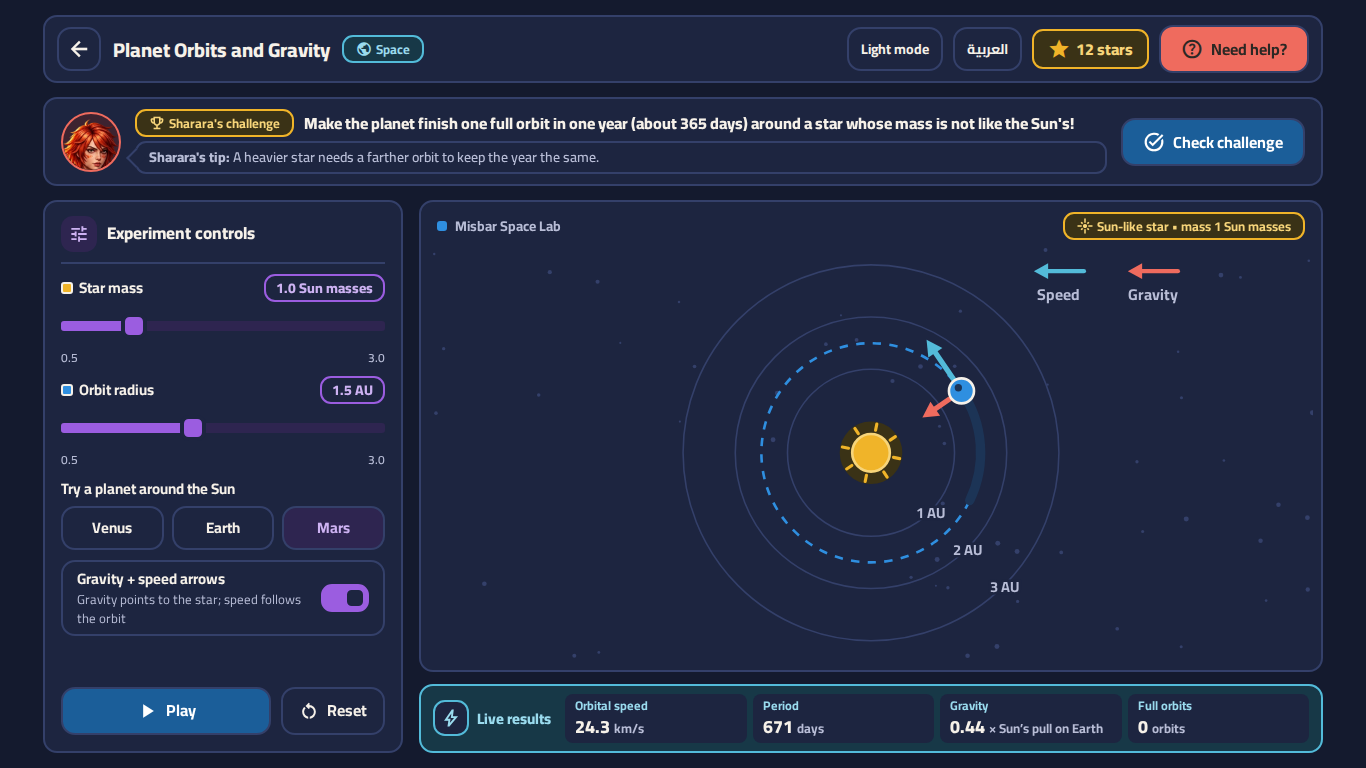 Planet Orbits and Gravity
Space
Light mode
العربية
12 stars
Need help?
Sharara's challenge
Make the planet finish one full orbit in one year (about 365 days) around a star whose mass is not like the Sun's!
Sharara's tip: A heavier star needs a farther orbit to keep the year the same.
Check challenge
Experiment controls
Star mass
1.0 Sun masses
0.5
3.0
Orbit radius
1.5 AU
0.5
3.0
Try a planet around the Sun
Venus
Earth
Mars
Gravity + speed arrows
Gravity points to the star; speed follows
the orbit
Play
Reset
Misbar Space Lab
Sun-like star • mass 1 Sun masses
Speed
Gravity
1 AU
2 AU
3 AU
Live results
Orbital speed
24.3 km/s
Period
671 days
Gravity
0.44 × Sun's pull on Earth
Full orbits
0 orbits